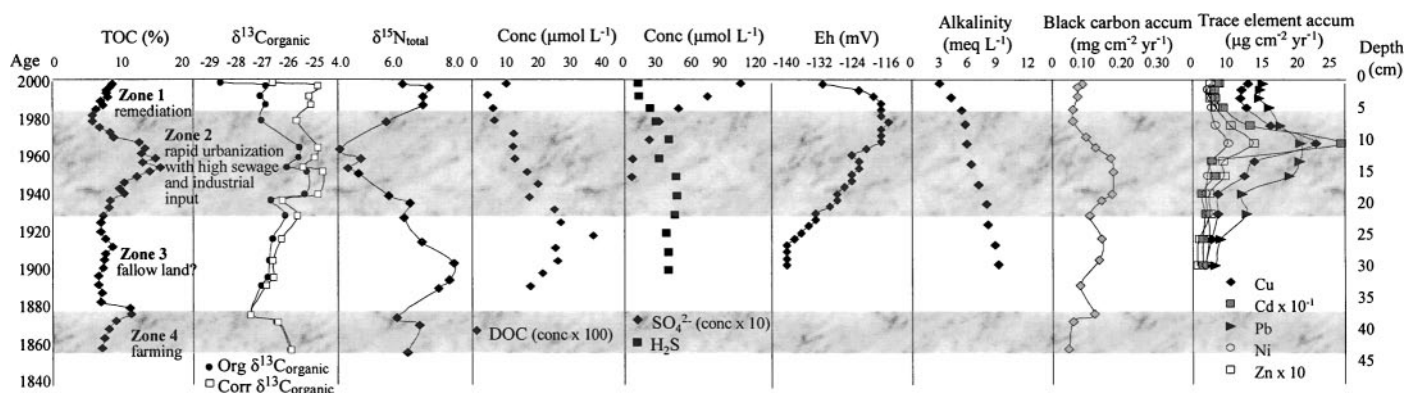 TOC (%)
δ¹³Corganic
δ¹⁵Ntotal
Conc (μmol L⁻¹)
Conc (μmol L⁻¹)
Eh (mV)
Alkalinity
(meq L⁻¹)
Black carbon accum
(mg cm⁻² yr⁻¹)
Trace element accum
(μg cm⁻² yr⁻¹)
Age
Depth
(cm)
0 10 20
-29 -28 -27 -26 -25
4.0 5.0 6.0 7.0 8.0
0 10 20 30 40 50
0 30 60 90 120
-140 -132 -124 -116
0 3 6 9 12
0 0.10 0.20 0.30
0 5 10 15 20 25
2000
1980
1960
1940
1920
1900
1880
1860
1840
0
5
10
15
20
25
30
35
40
45
Zone 1
remediation
Zone 2
rapid urbanization
with high sewage
and industrial
input
Zone 3
fallow land?
Zone 4
farming
Org δ¹³Corganic
Corr δ¹³Corganic
DOC (conc x 100)
SO₄²⁻ (conc x 10)
H₂S
Cu
Cd x 10⁻¹
Pb
Ni
Zn x 10